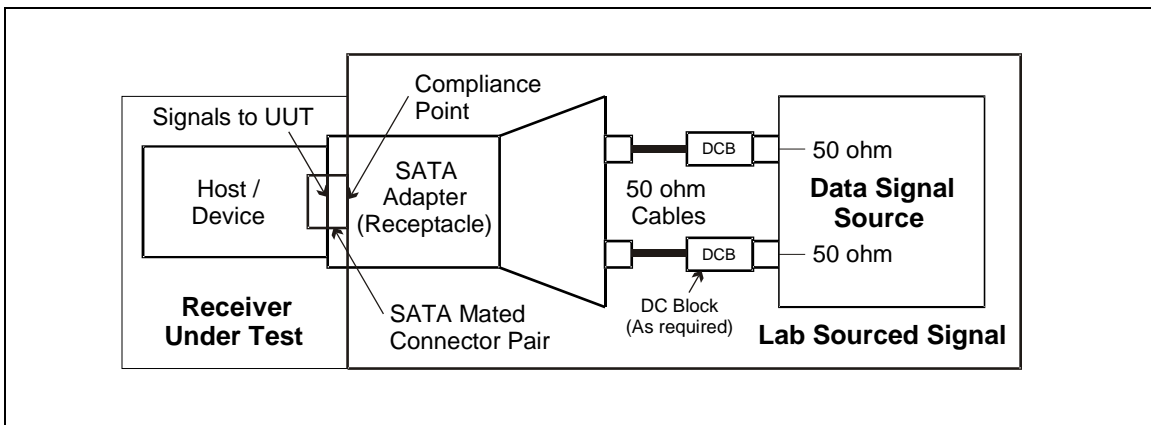 Compliance
Point
Signals to UUT
Host /
Device
SATA
Adapter
(Receptacle)
50 ohm
Cables
DCB
DCB
50 ohm
Data Signal
Source
50 ohm
DC Block
(As required)
Receiver
Under Test
SATA Mated
Connector Pair
Lab Sourced Signal